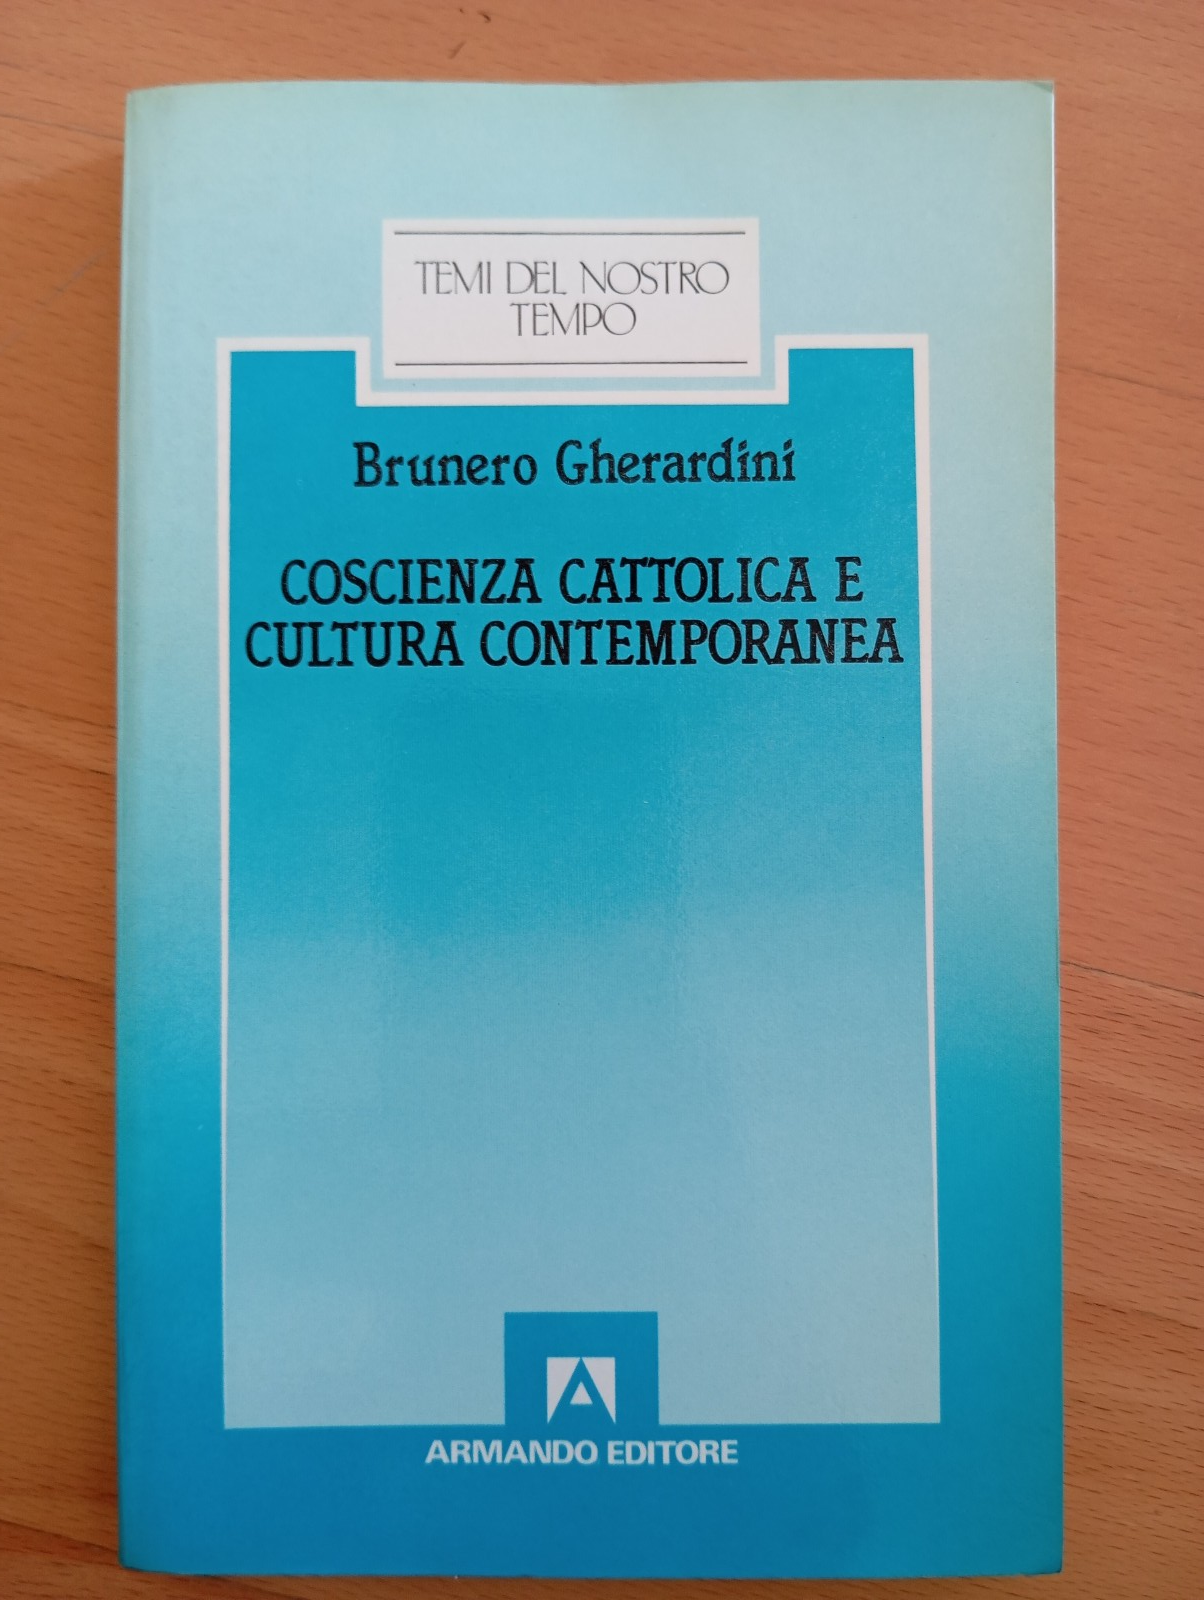 TEMI DEL NOSTRO
TEMPO
Brunero Gherardini
COSCIENZA CATTOLICA E
CULTURA CONTEMPORANEA
ARMANDO EDITORE